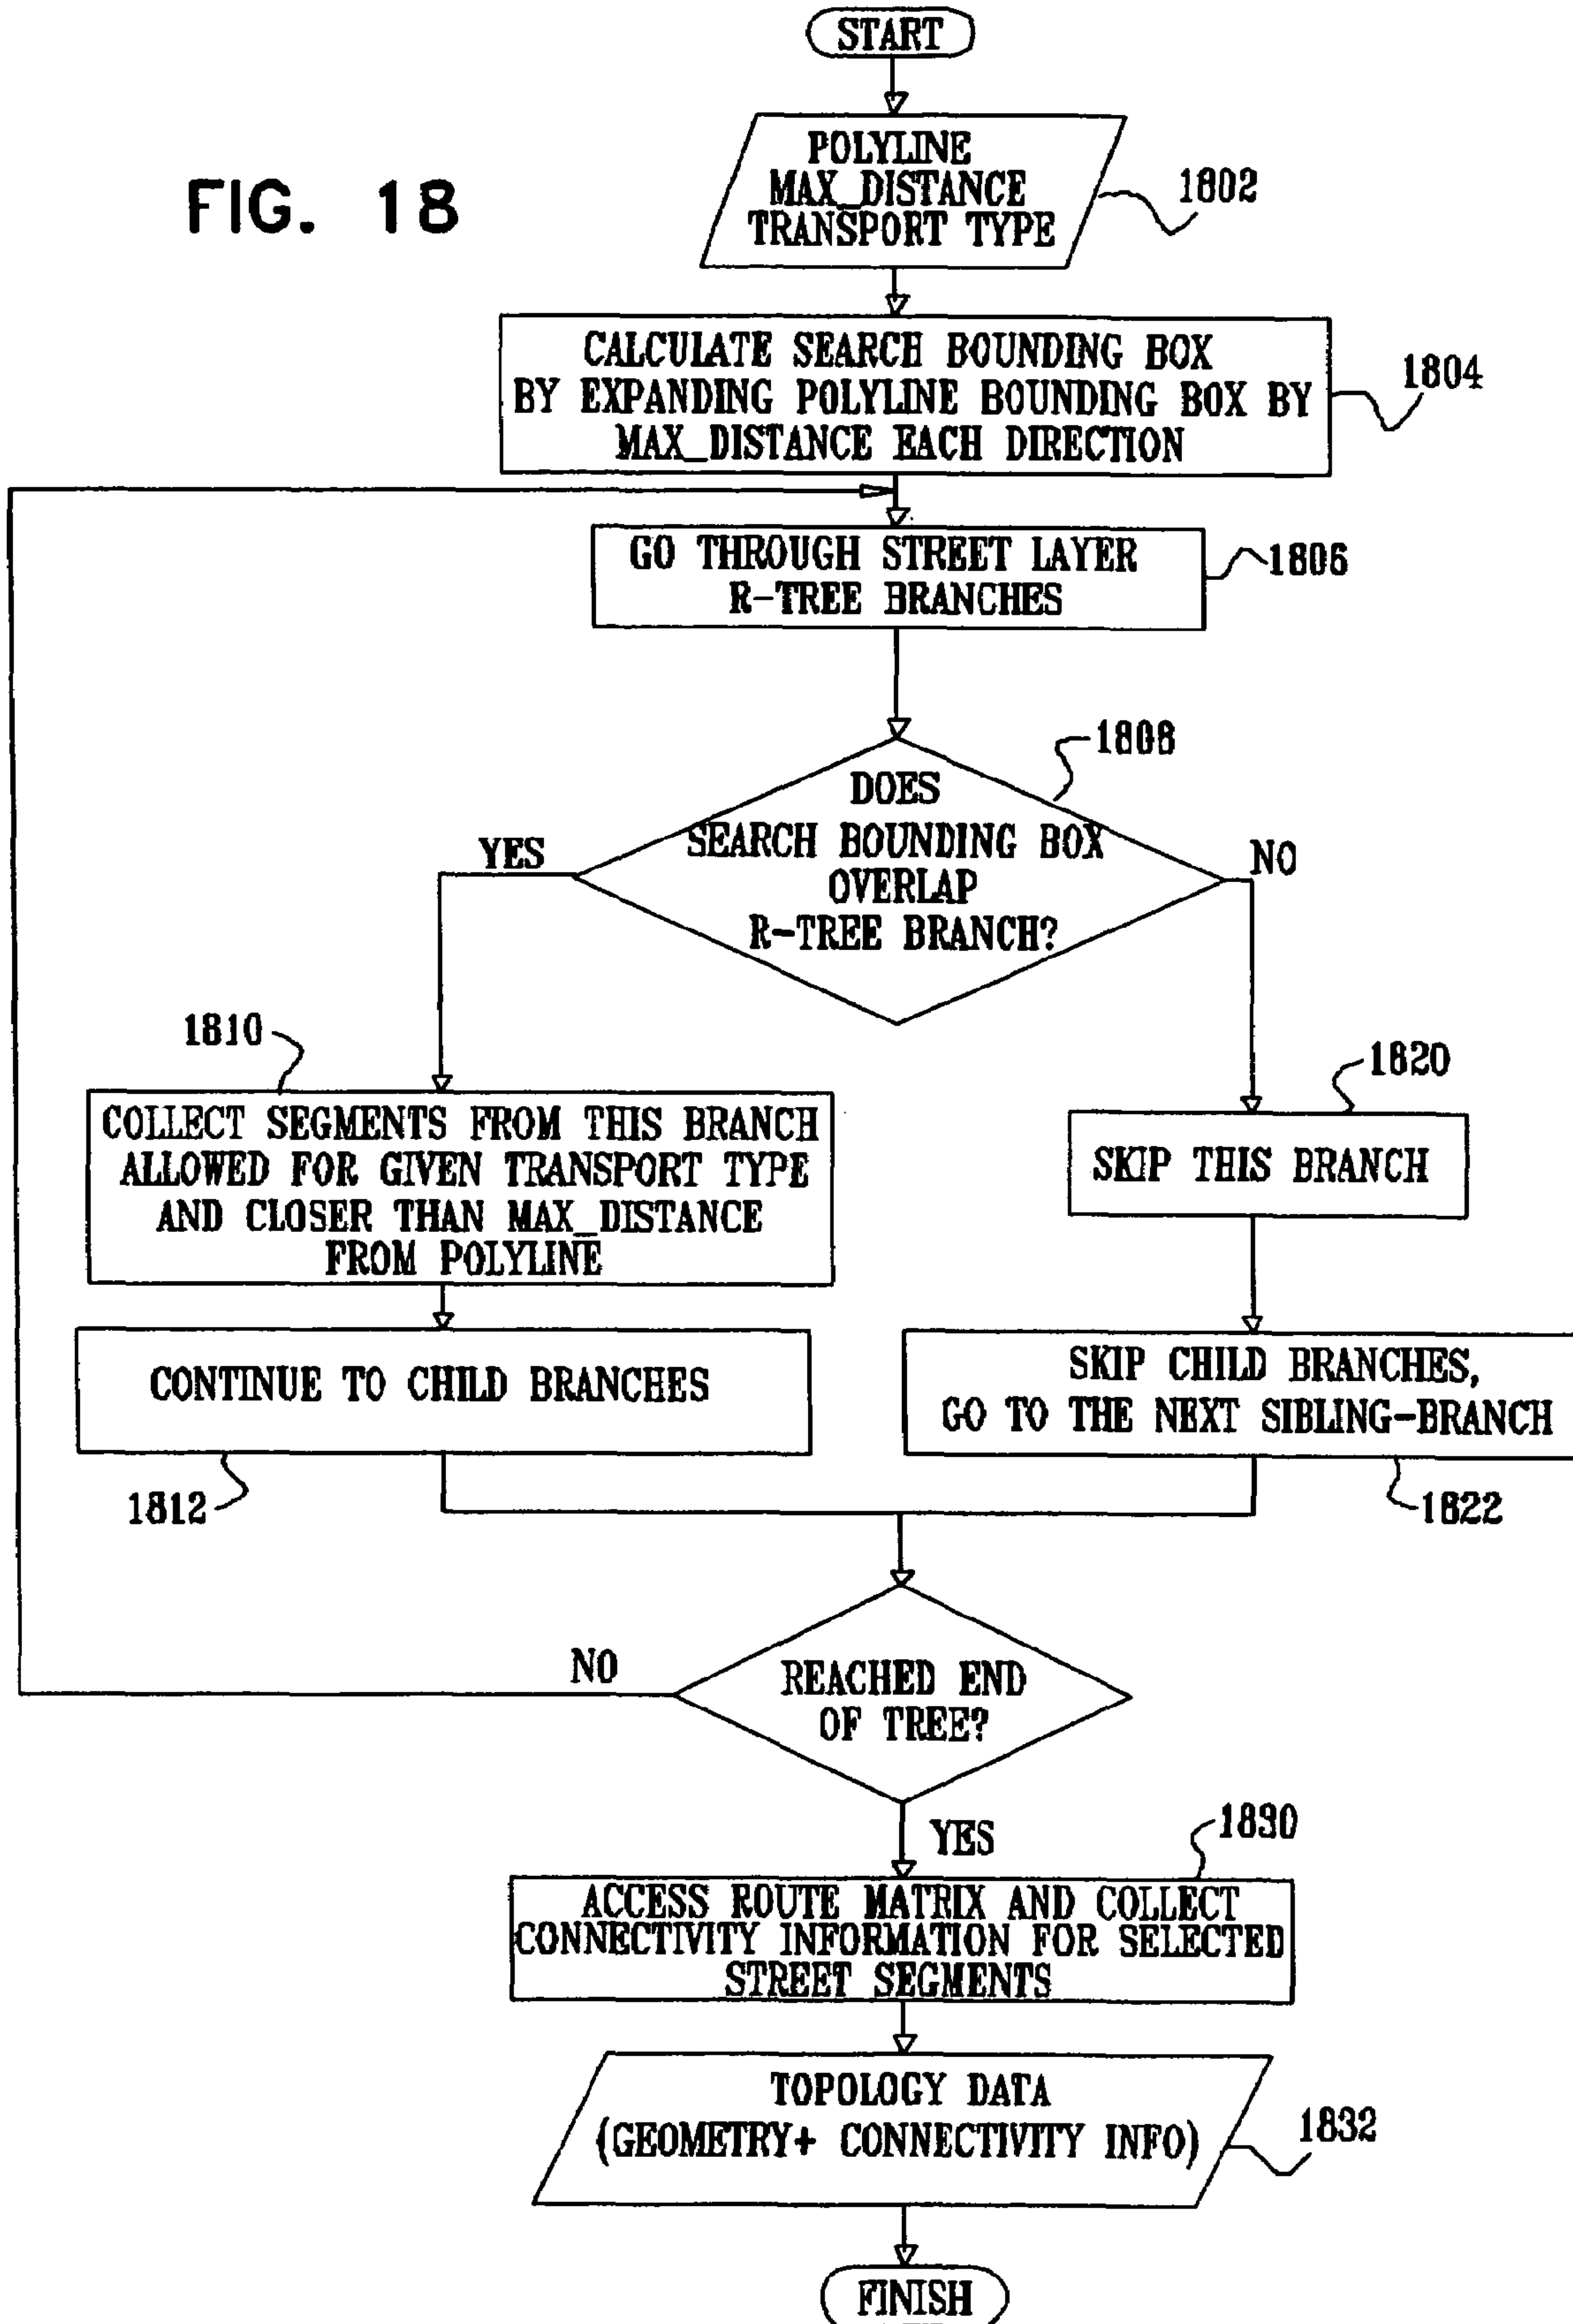 START
FIG. 18
POLYLINE
MAX_DISTANCE
TRANSPORT TYPE
1802
CALCULATE SEARCH BOUNDING BOX
BY EXPANDING POLYLINE BOUNDING BOX BY
MAX_DISTANCE EACH DIRECTION
1804
GO THROUGH STREET LAYER
R-TREE BRANCHES
1806
DOES
SEARCH BOUNDING BOX
OVERLAP
R-TREE BRANCH?
1808
YES
NO
1810
COLLECT SEGMENTS FROM THIS BRANCH
ALLOWED FOR GIVEN TRANSPORT TYPE
AND CLOSER THAN MAX_DISTANCE
FROM POLYLINE
1820
SKIP THIS BRANCH
CONTINUE TO CHILD BRANCHES
1812
SKIP CHILD BRANCHES,
GO TO THE NEXT SIBLING-BRANCH
1822
REACHED END
OF TREE?
NO
YES
1830
ACCESS ROUTE MATRIX AND COLLECT
CONNECTIVITY INFORMATION FOR SELECTED
STREET SEGMENTS
TOPOLOGY DATA
(GEOMETRY+ CONNECTIVITY INFO)
1832
FINISH